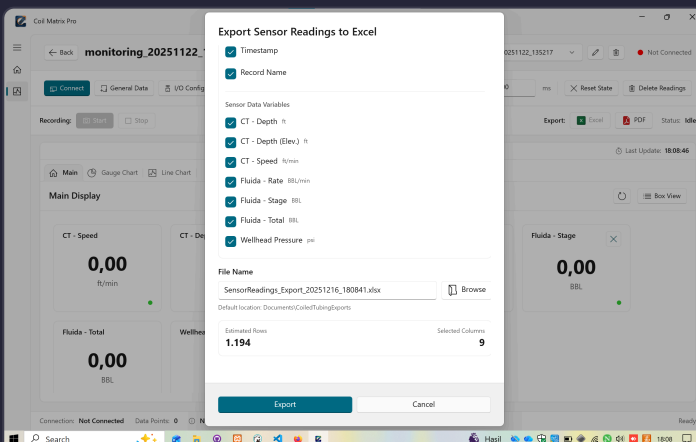 Coil Matrix Pro
Back
monitoring_20251122_1
0251122_135217
Not Connected
Connect
General Data
I/O Config
00
ms
Reset State
Delete Readings
Recording:
Start
Stop
Export:
Excel
PDF
Status: Idle
Last Update: 18:08:46
Main
Gauge Chart
Line Chart
Main Display
Box View
CT - Speed
0,00
ft/min
CT - De
Fluida - Stage
0,00
BBL
Fluida - Total
0,00
BBL
Wellhea
Connection: Not Connected
Data Points: 0
Ready
Export Sensor Readings to Excel
Timestamp
Record Name
Sensor Data Variables
CT - Depth ft
CT - Depth (Elev.) ft
CT - Speed ft/min
Fluida - Rate BBL/min
Fluida - Stage BBL
Fluida - Total BBL
Wellhead Pressure psi
File Name
SensorReadings_Export_20251216_180841.xlsx
Browse
Default location: Documents\CoiledTubingExports
Estimated Rows
1.194
Selected Columns
9
Export
Cancel
Search
Hasil
18:08